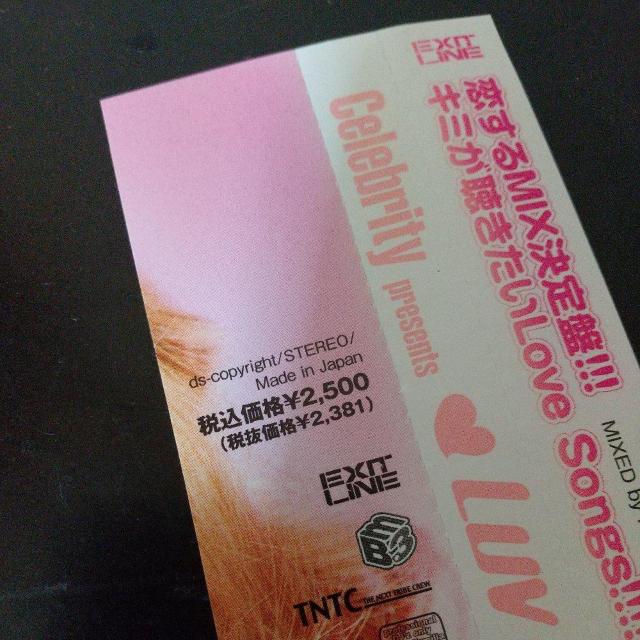 EXIT LINE
恋するMIX決定盤!!!
キミが聴きたいLove Songs!!!
MIXED by
Celebrity presents
♥ Luv
ds-copyright/STEREO/
Made in Japan
税込価格¥2,500
(税抜価格¥2,381)
EXIT LINE
TNTC THE NEXT TRIBE CREW